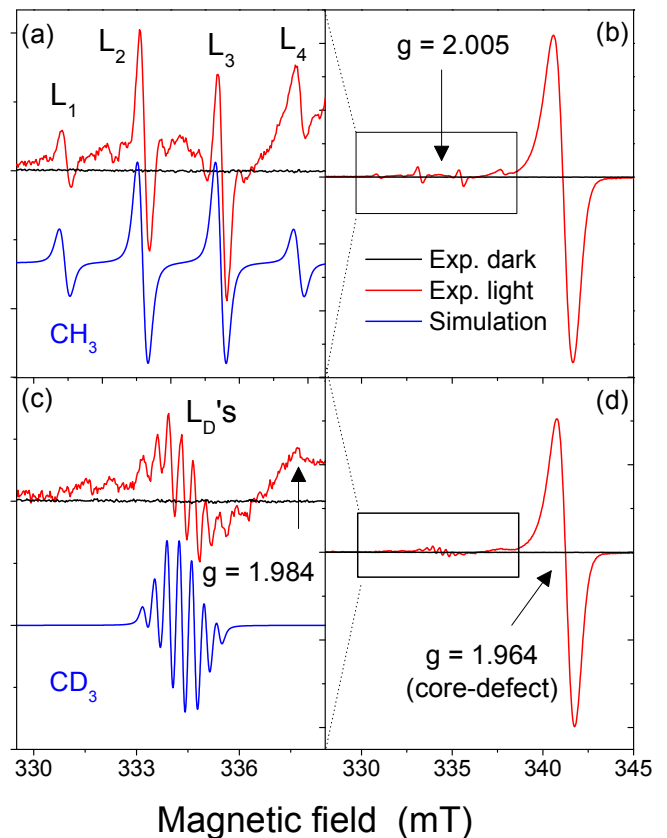 (a)
L1
L2
L3
L4
CH3
(b)
g = 2.005
Exp. dark
Exp. light
Simulation
(c)
LD's
g = 1.984
CD3
(d)
g = 1.964
(core-defect)
330 333 336 330 335 340 345
Magnetic field (mT)